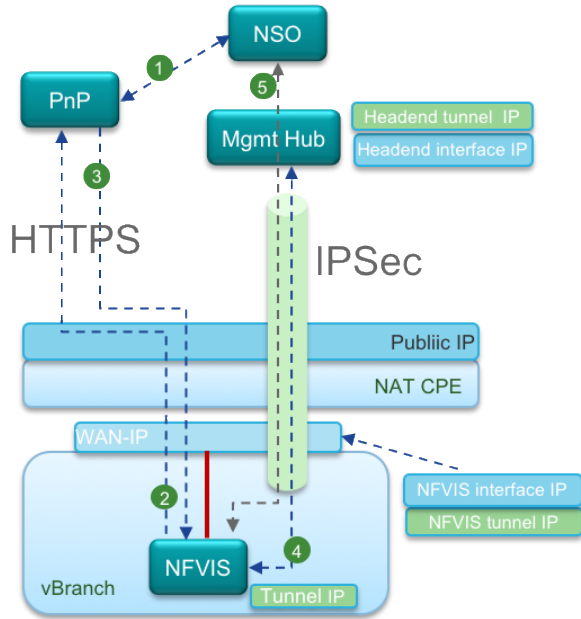 NSO
1
5
PnP
Headend tunnel IP
Mgmt Hub
Headend interface IP
3
HTTPS
IPSec
Publiic IP
NAT CPE
WAN-IP
NFVIS interface IP
2
NFVIS tunnel IP
4
NFVIS
vBranch
Tunnel IP